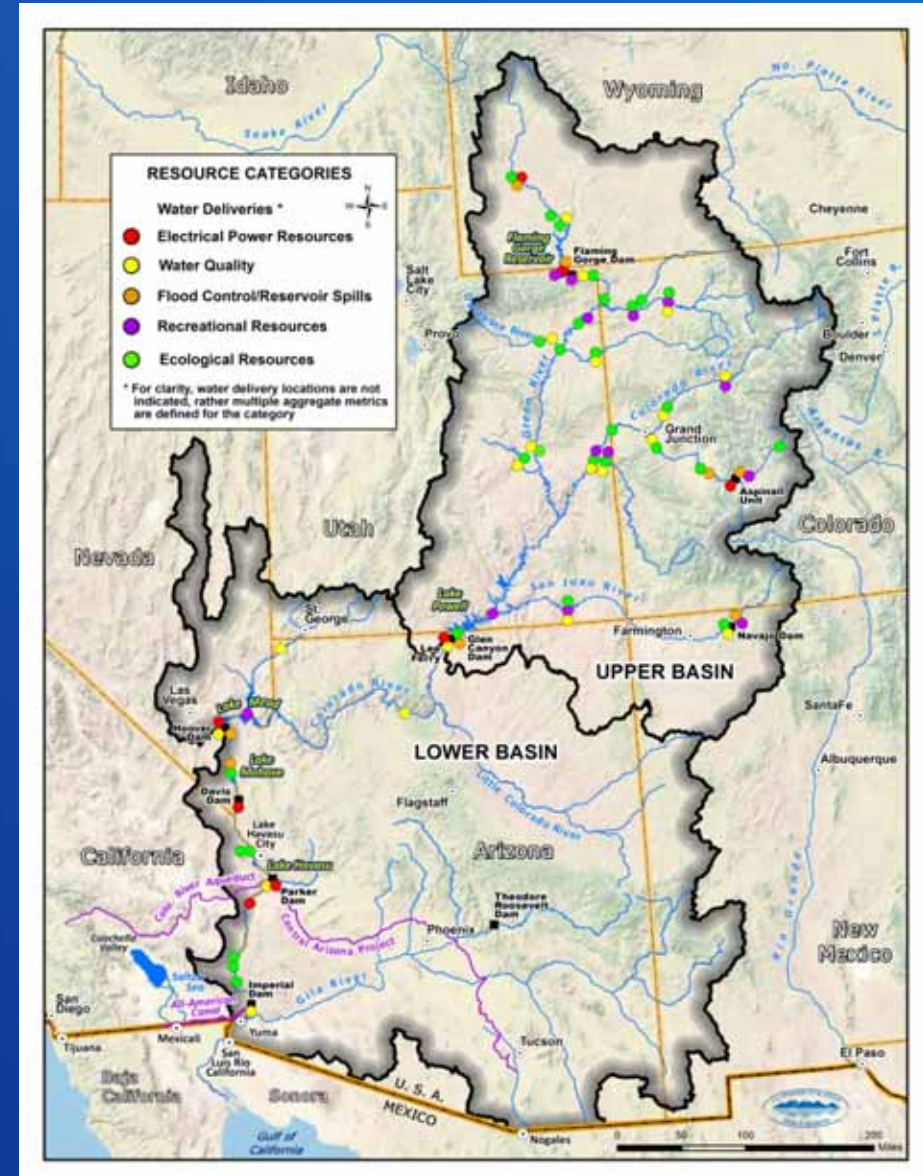 Idaho
Wyoming
No. Platte River
Snake River
RESOURCE CATEGORIES
Water Deliveries *
Electrical Power Resources
Water Quality
Flood Control/Reservoir Spills
Recreational Resources
Ecological Resources
* For clarity, water delivery locations are not
indicated, rather multiple aggregate metrics
are defined for the category
N
W
E
S
Cheyenne
Flaming
Gorge
Reservoir
Flaming
Gorge Dam
Fort
Collins
Salt
Lake
City
Provo
S. Platte R.
Boulder
Denver
Green River
Colorado River
Grand
Junction
Arkansas R.
Aspinall
Unit
Colorado
Utah
Nevada
San Juan River
Lake
Powell
St.
George
Glen
Canyon
Dam
Farmington
Navajo Dam
UPPER BASIN
Las
Vegas
Lake Mead
Colorado River
Hoover
Dam
SantaFe
LOWER BASIN
Lake
Mohave
Albuquerque
Davis
Dam
Flagstaff
Little Colorado River
Lake
Havasu
City
California
Arizona
Lake Havasu
Colo. River Aqueduct
Parker
Dam
Theodore
Roosevelt
Dam
Central Arizona Project
Phoenix
Rio Grande
New
Mexico
Coachella
Valley
Salton
Sea
Imperial
Dam
Gila River
San
Diego
All-American
Canal
Yuma
Tijuana
Mexicali
San
Luis Rio
California
Tucson
El Paso
Baja
California
Sonora
U. S. A.
MEXICO
Gulf of
California
Nogales
0
50
100
200
Miles